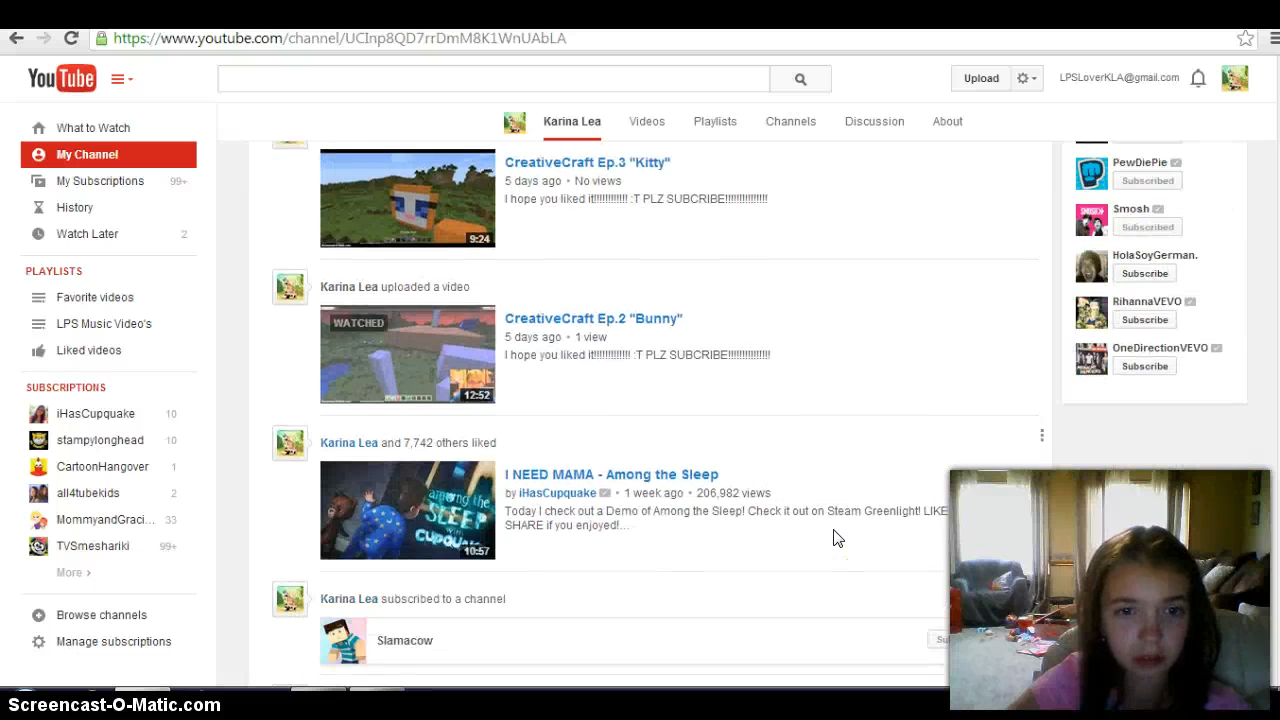 https://www.youtube.com/channel/UCInp8QD7rrDmM8K1WnUAbLA
YouTube
Upload
LPSLoverKLA@gmail.com
Karina Lea
Videos
Playlists
Channels
Discussion
About
What to Watch
My Channel
My Subscriptions 99+
History
Watch Later 2
PLAYLISTS
Favorite videos
LPS Music Video's
Liked videos
SUBSCRIPTIONS
iHasCupquake 10
stampylonghead 10
CartoonHangover 1
all4tubekids 2
MommyandGraci... 33
TVSmeshariki 99+
More ›
Browse channels
Manage subscriptions
CreativeCraft Ep.3 "Kitty"
5 days ago • No views
I hope you liked it!!!!!!!!!!!! :T PLZ SUBCRIBE!!!!!!!!!!!!!!!
9:24
Karina Lea uploaded a video
WATCHED
12:52
CreativeCraft Ep.2 "Bunny"
5 days ago • 1 view
I hope you liked it!!!!!!!!!!!!! :T PLZ SUBCRIBE!!!!!!!!!!!!!!!
Karina Lea and 7,742 others liked
among the
SLEEP
WITH
CUPQUAKE
10:57
I NEED MAMA - Among the Sleep
by iHasCupquake • 1 week ago • 206,982 views
Today I check out a Demo of Among the Sleep! Check it out on Steam Greenlight! LIKE
SHARE if you enjoyed!...
Karina Lea subscribed to a channel
Slamacow
Su
PewDiePie
Subscribed
Smosh
Subscribed
HolaSoyGerman.
Subscribe
RihannaVEVO
Subscribe
OneDirectionVEVO
Subscribe
Screencast-O-Matic.com